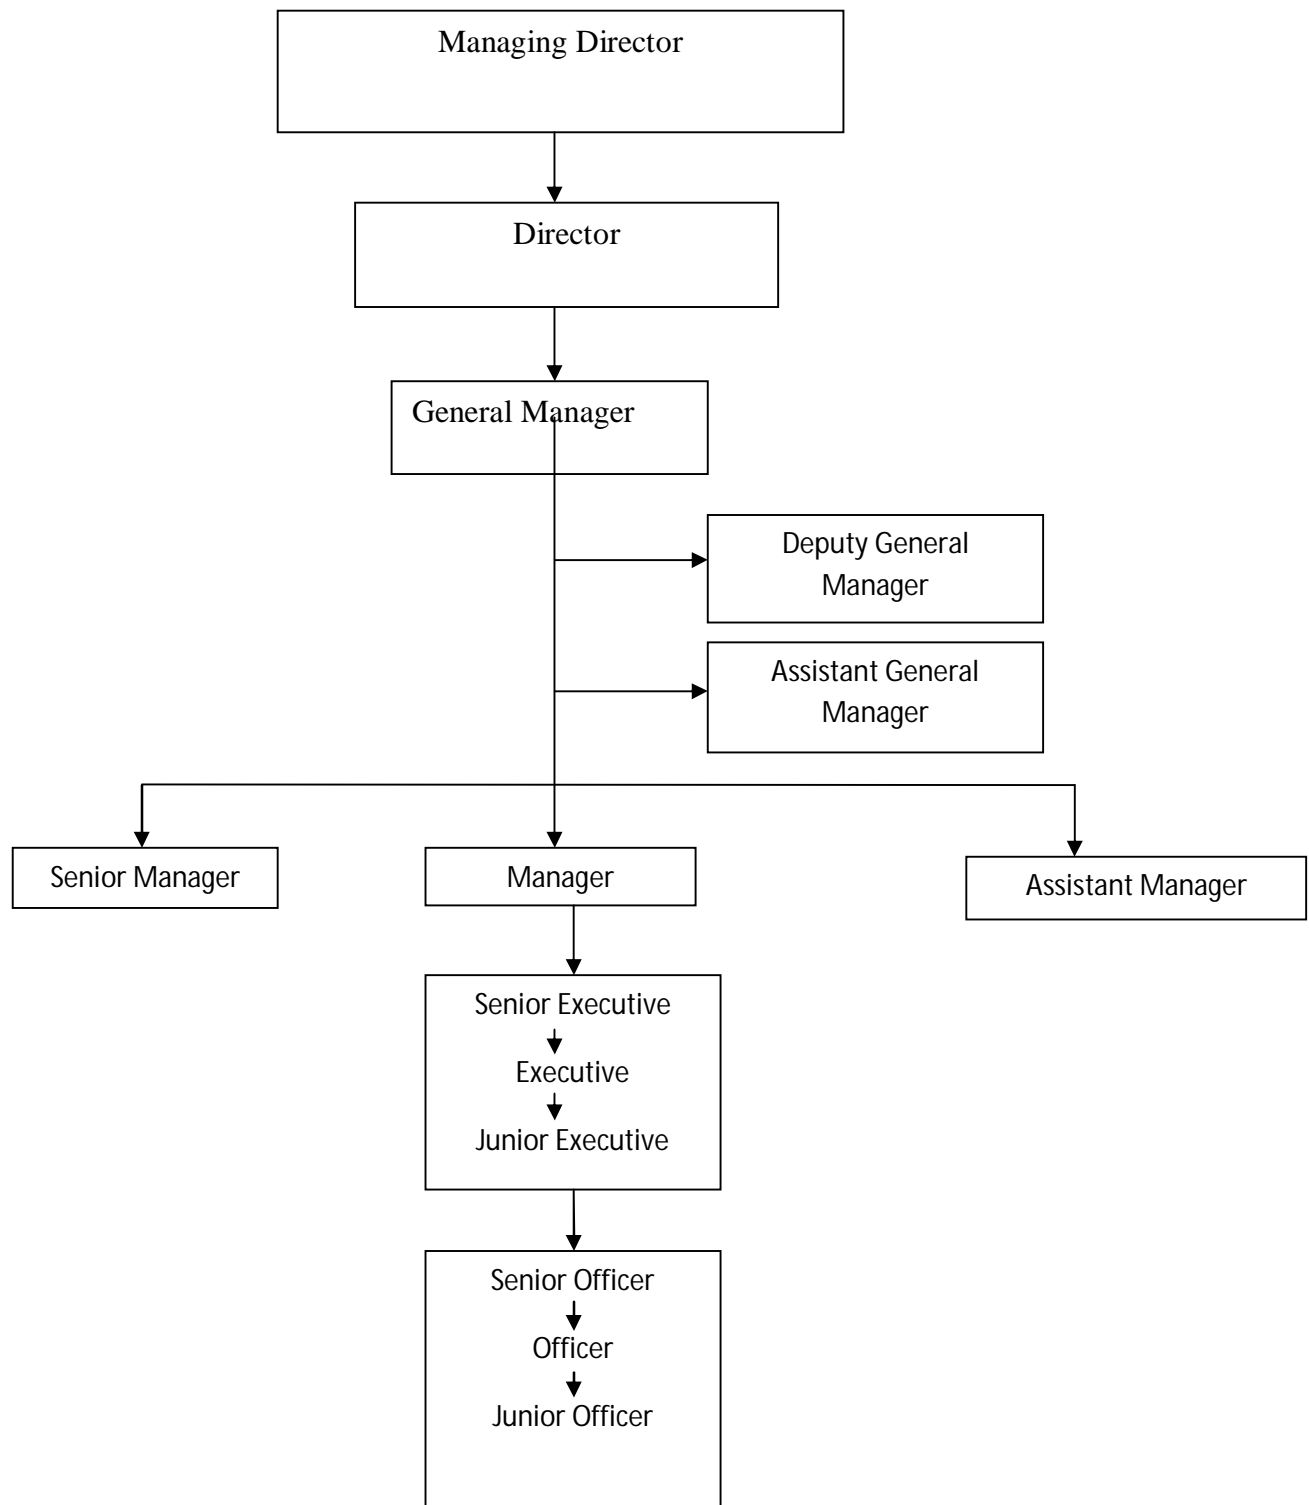 Managing Director
Director
General Manager
Deputy General
Manager
Assistant General
Manager
Senior Manager
Manager
Assistant Manager
Senior Executive
Executive
Junior Executive
Senior Officer
Officer
Junior Officer